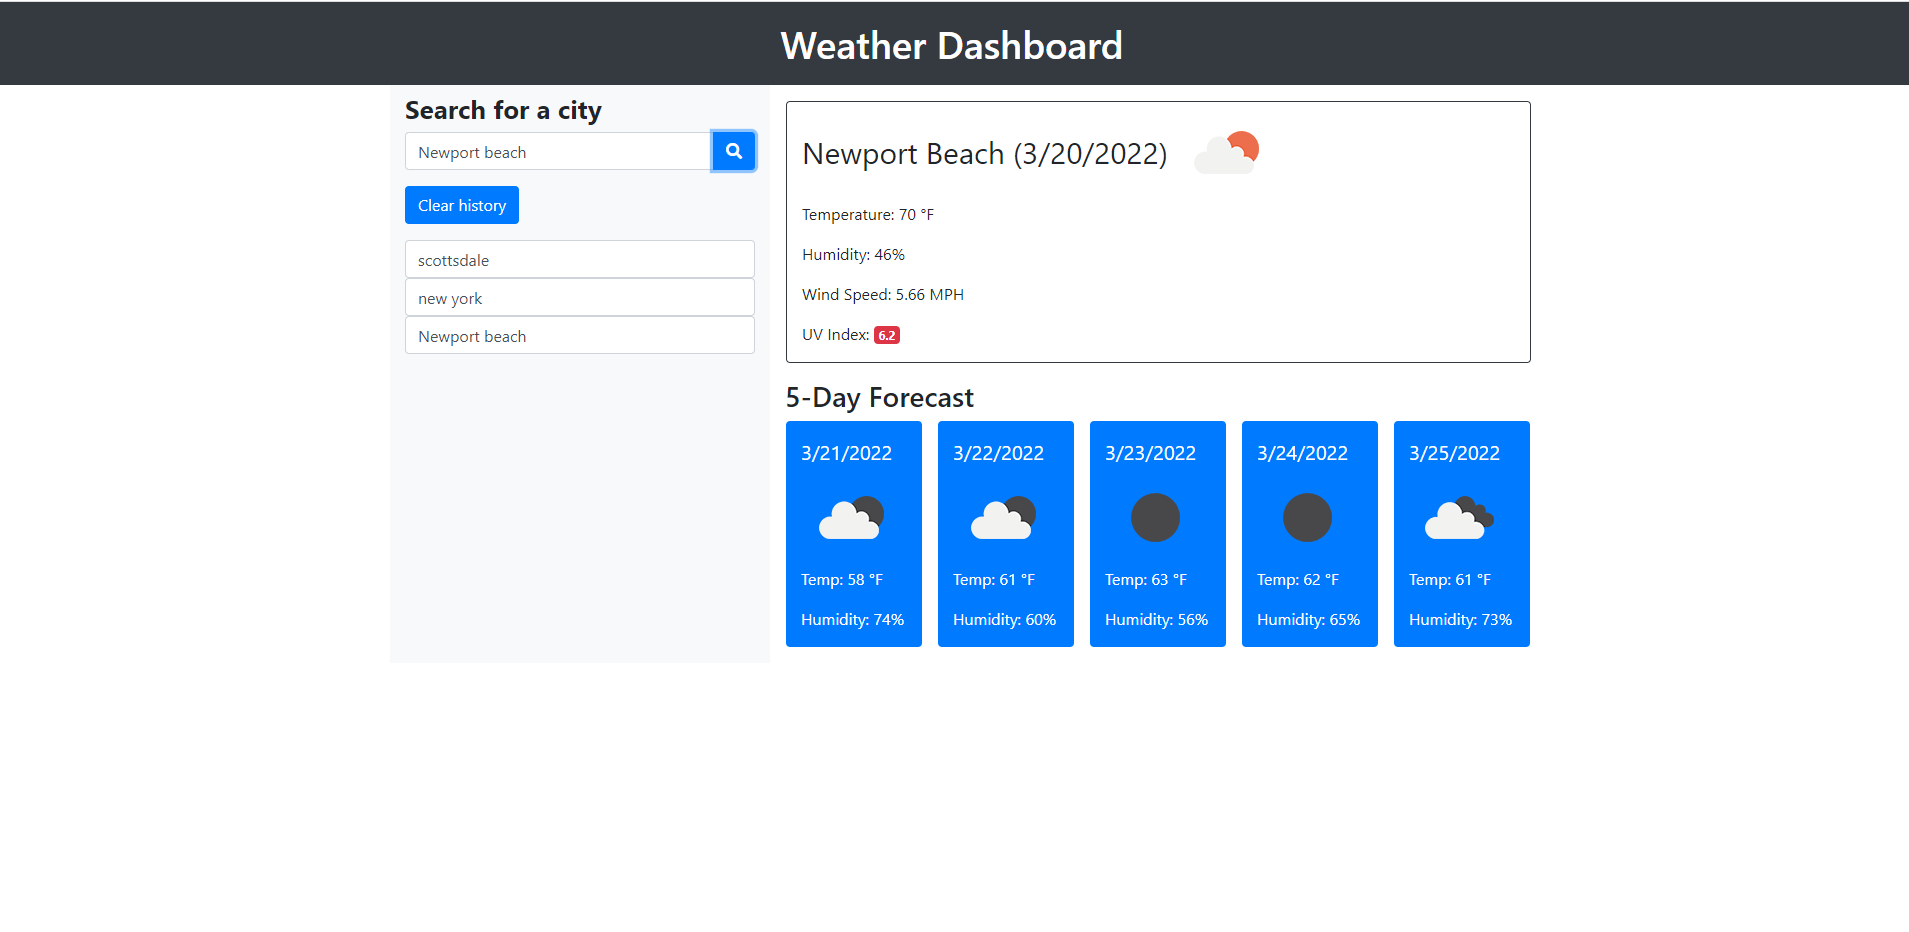 Weather Dashboard
Search for a city
Newport beach
Clear history
scottsdale
new york
Newport beach
Newport Beach (3/20/2022)
Temperature: 70 °F
Humidity: 46%
Wind Speed: 5.66 MPH
UV Index: 6.2
5-Day Forecast
3/21/2022
Temp: 58 °F
Humidity: 74%
3/22/2022
Temp: 61 °F
Humidity: 60%
3/23/2022
Temp: 63 °F
Humidity: 56%
3/24/2022
Temp: 62 °F
Humidity: 65%
3/25/2022
Temp: 61 °F
Humidity: 73%